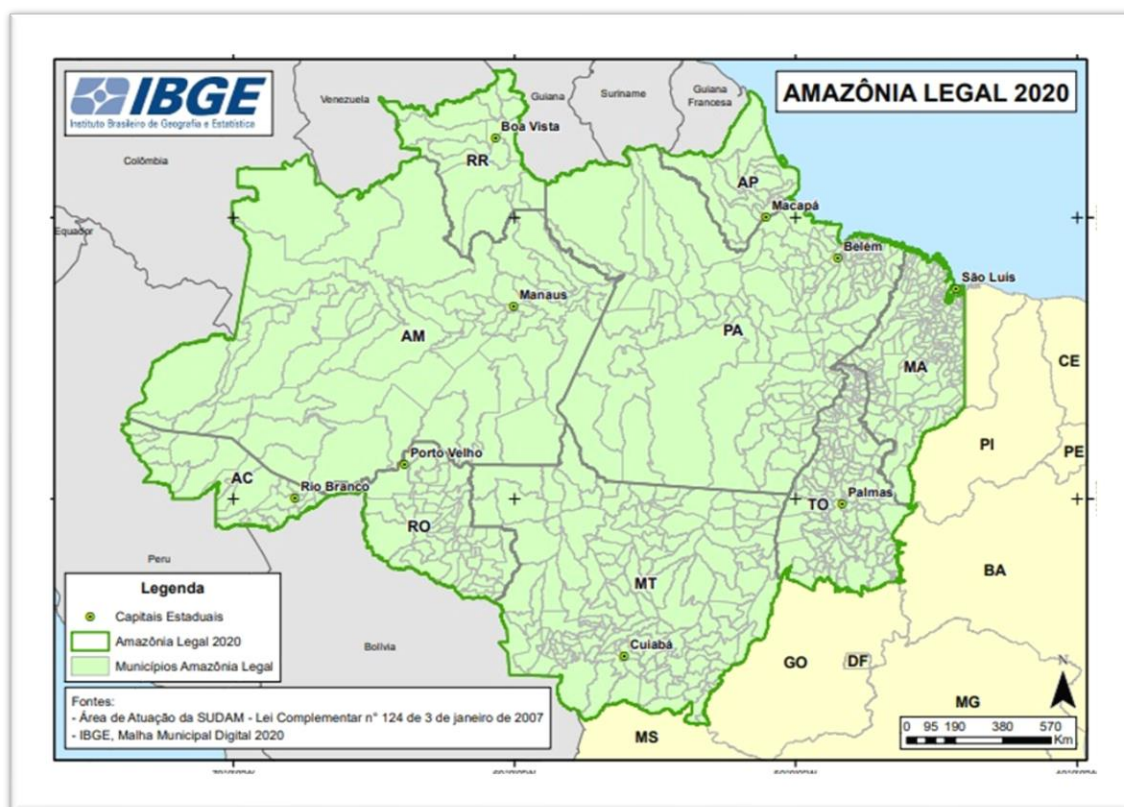 IBGE
Instituto Brasileiro de Geografia e Estatística
AMAZÔNIA LEGAL 2020
Venezuela
Guiana
Suriname
Guiana
Francesa
Colômbia
Boa Vista
RR
AP
Macapá
Equador
Belém
São Luís
Manaus
AM
PA
MA
CE
PI
PE
Porto Velho
AC
Rio Branco
Palmas
TO
RO
Peru
MT
BA
Bolívia
Cuiabá
GO
DF
MG
MS
N
Legenda
Capitais Estaduais
Amazônia Legal 2020
Municípios Amazônia Legal
Fontes:
- Área de Atuação da SUDAM - Lei Complementar n° 124 de 3 de janeiro de 2007
- IBGE, Malha Municipal Digital 2020
0 95 190 380 570
Km